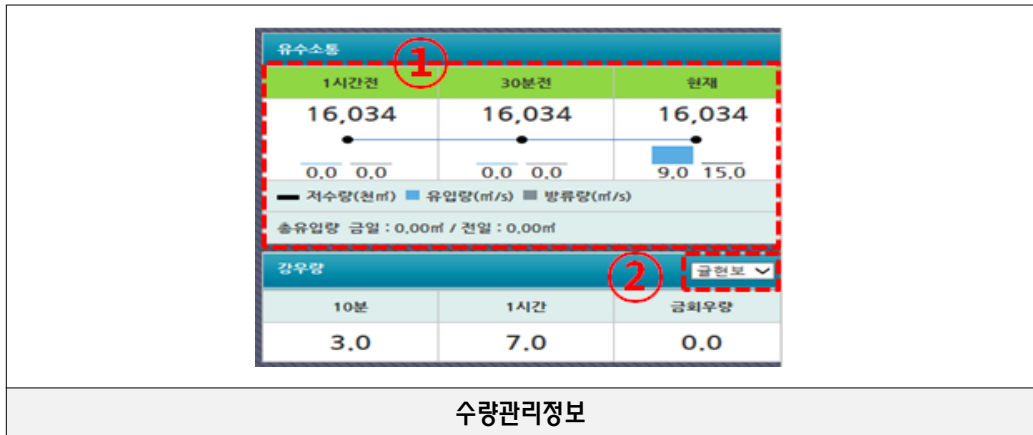 유수소통
①
1시간전 30분전 현재
16,034 16,034 16,034
0.0 0.0 0.0 0.0 9.0 15.0
저수량(천㎥) 유입량(㎥/s) 방류량(㎥/s)
총유입량 금일 : 0.00㎥ / 전일 : 0.00㎥
강우량 ② 귤현보
10분 1시간 금회우량
3.0 7.0 0.0
수량관리정보